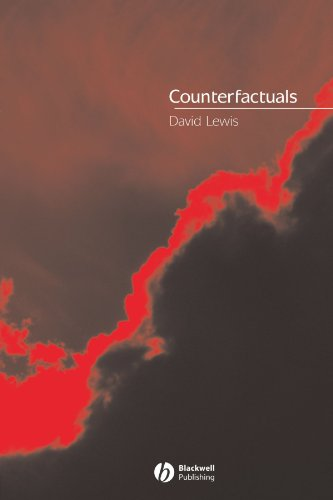 Counterfactuals
David Lewis
b
Blackwell
Publishing